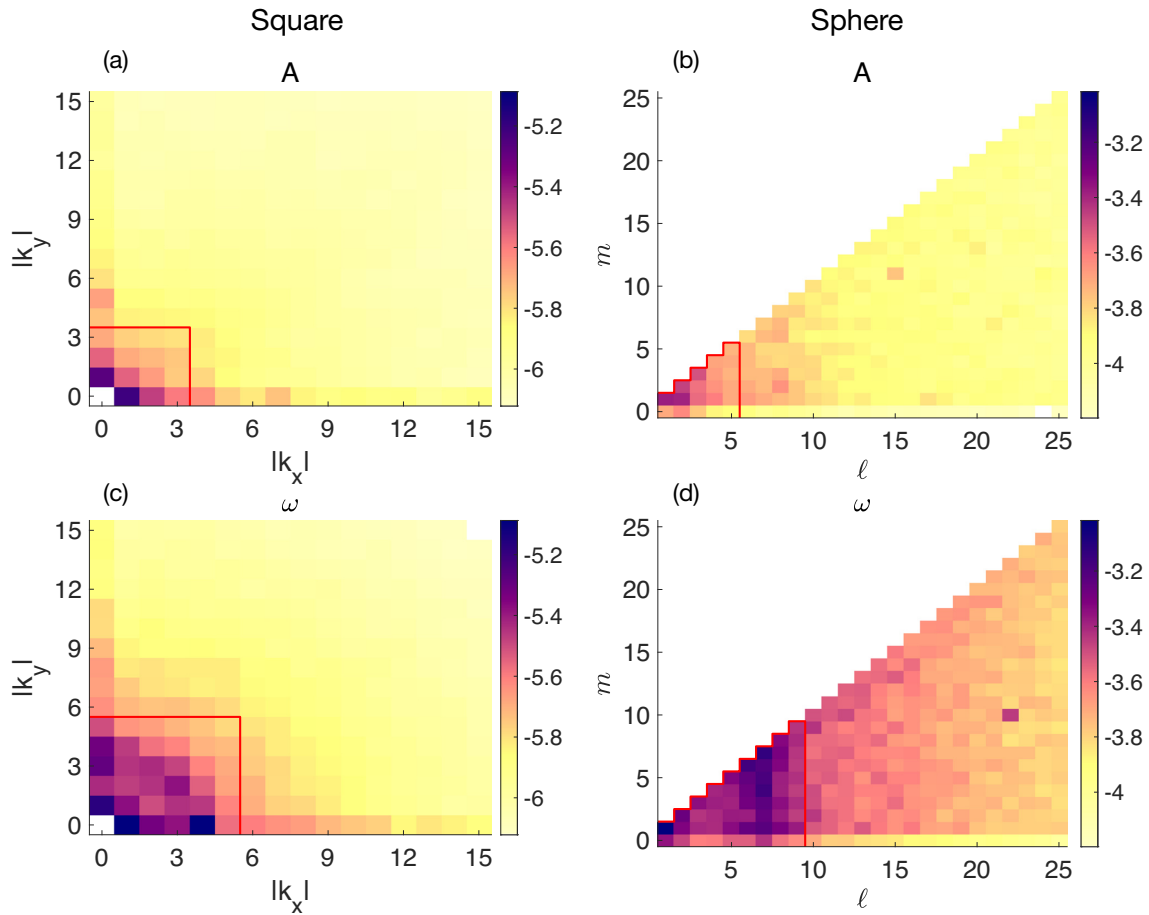 Square
Sphere
(a)
A
15
12
9
6
3
0
|k_y|
0 3 6 9 12 15
|k_x|
-5.2
-5.4
-5.6
-5.8
-6
(b)
A
25
20
15
10
5
0
m
5 10 15 20 25
ℓ
-3.2
-3.4
-3.6
-3.8
-4
(c)
ω
15
12
9
6
3
0
|k_y|
0 3 6 9 12 15
|k_x|
-5.2
-5.4
-5.6
-5.8
-6
(d)
ω
25
20
15
10
5
0
m
5 10 15 20 25
ℓ
-3.2
-3.4
-3.6
-3.8
-4